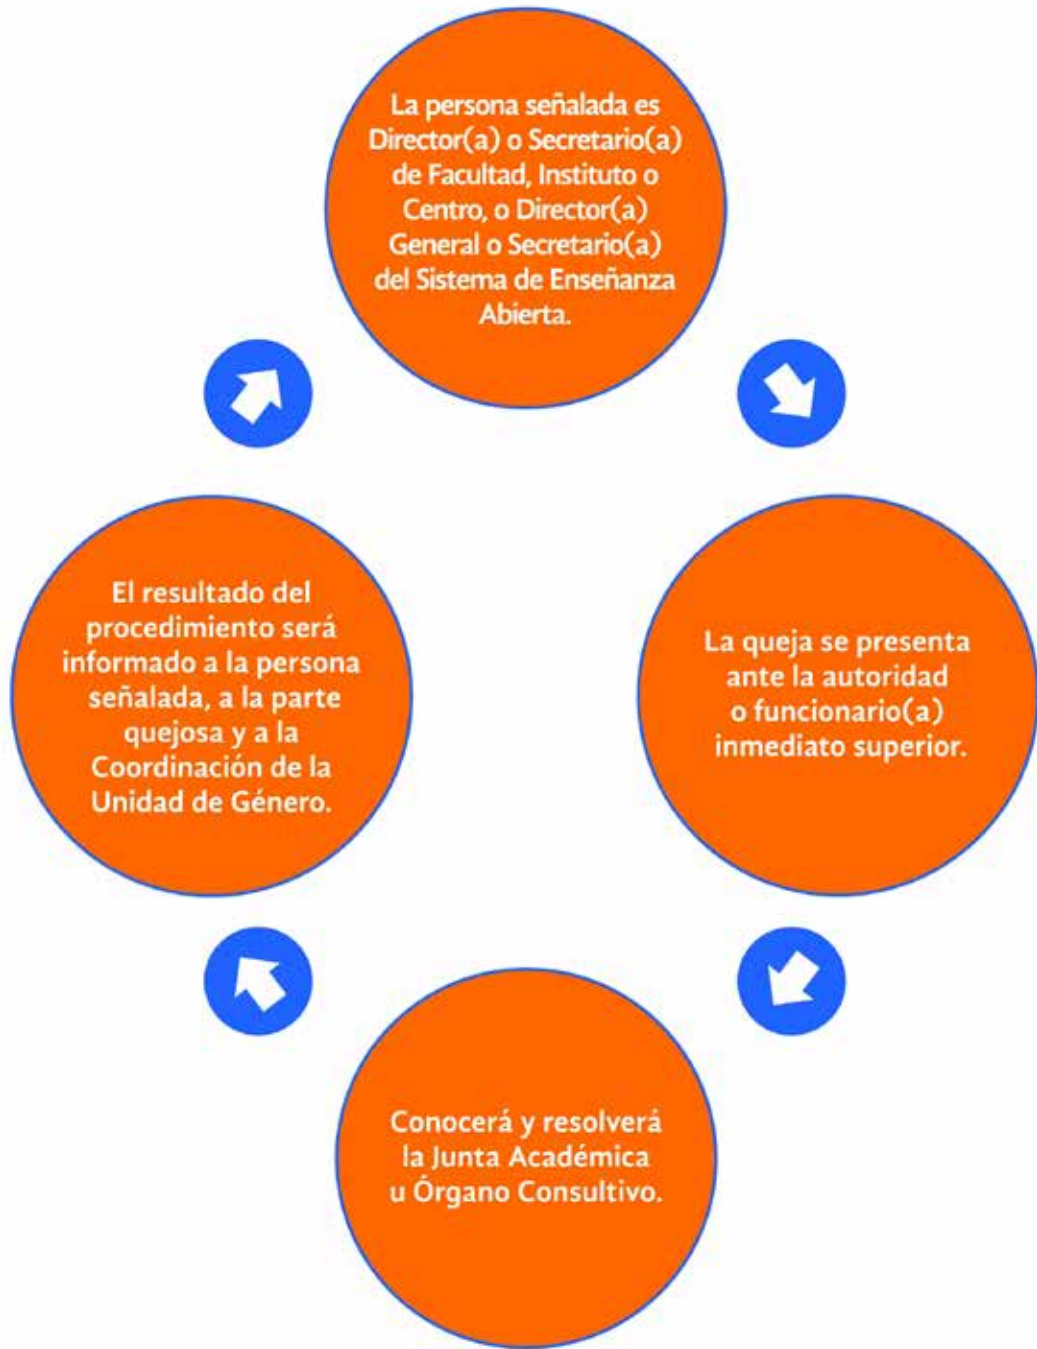 La persona señalada es
Director(a) o Secretario(a)
de Facultad, Instituto o
Centro, o Director(a)
General o Secretario(a)
del Sistema de Enseñanza
Abierta.
La queja se presenta
ante la autoridad
o funcionario(a)
inmediato superior.
Conocerá y resolverá
la Junta Académica
u Órgano Consultivo.
El resultado del
procedimiento será
informado a la persona
señalada, a la parte
quejosa y a la
Coordinación de la
Unidad de Género.